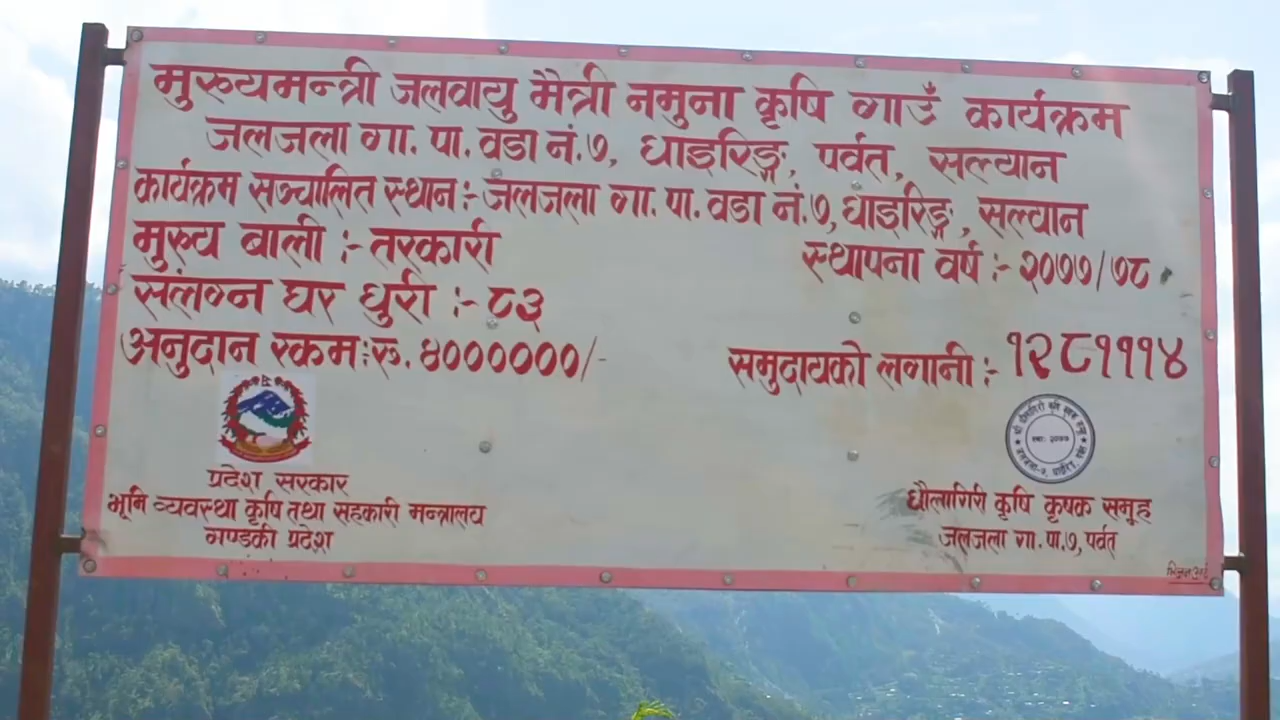 मुख्यमन्त्री जलवायु मैत्री नमुना कृषि गाउँ कार्यक्रम
जलजला गा. पा. वडा नं. ७, धाइरिङ्ग, पर्वत, सल्यान
कार्यक्रम सञ्चालित स्थान :- जलजला गा. पा. वडा नं. ७, धाइरिङ्ग, सल्यान
मुख्य बाली :- तरकारी
स्थापना वर्ष :- २०७७/७८
संलग्न घर धुरी :- ८३
अनुदान रकम : रु. ४००००००/-
समुदायको लगानी :- १२८१११४
प्रदेश सरकार
भूमि व्यवस्था कृषि तथा सहकारी मन्त्रालय
गण्डकी प्रदेश
धौलागिरी कृषि कृषक समूह
जलजला गा. पा. ७, पर्वत